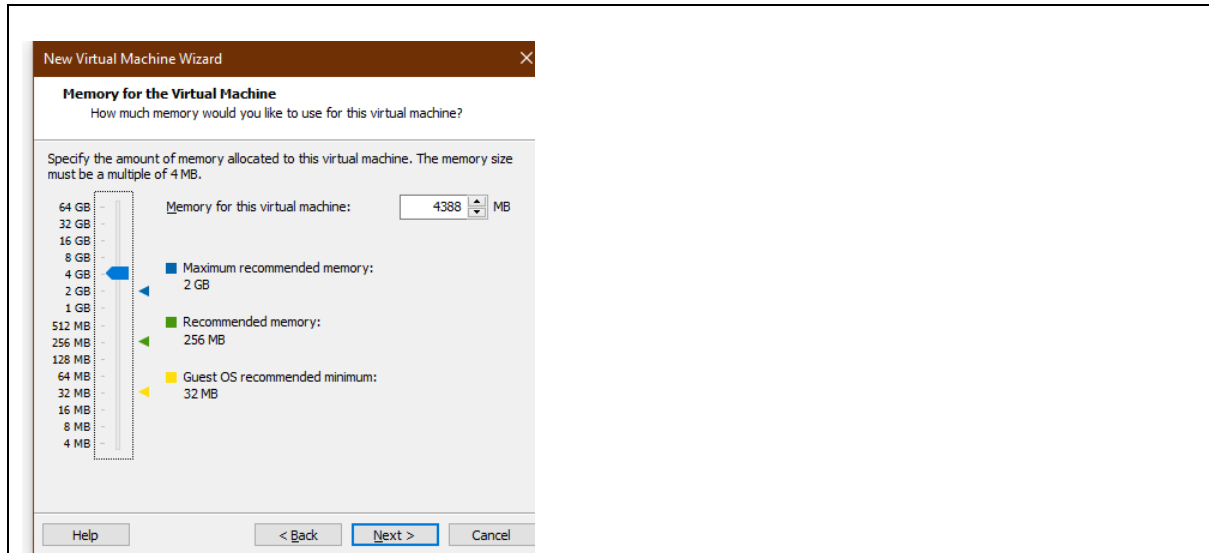 New Virtual Machine Wizard
Memory for the Virtual Machine
How much memory would you like to use for this virtual machine?
Specify the amount of memory allocated to this virtual machine. The memory size
must be a multiple of 4 MB.
64 GB
32 GB
16 GB
8 GB
4 GB
2 GB
1 GB
512 MB
256 MB
128 MB
64 MB
32 MB
16 MB
8 MB
4 MB
Memory for this virtual machine: 4388 MB
Maximum recommended memory:
2 GB
Recommended memory:
256 MB
Guest OS recommended minimum:
32 MB
Help < Back Next > Cancel